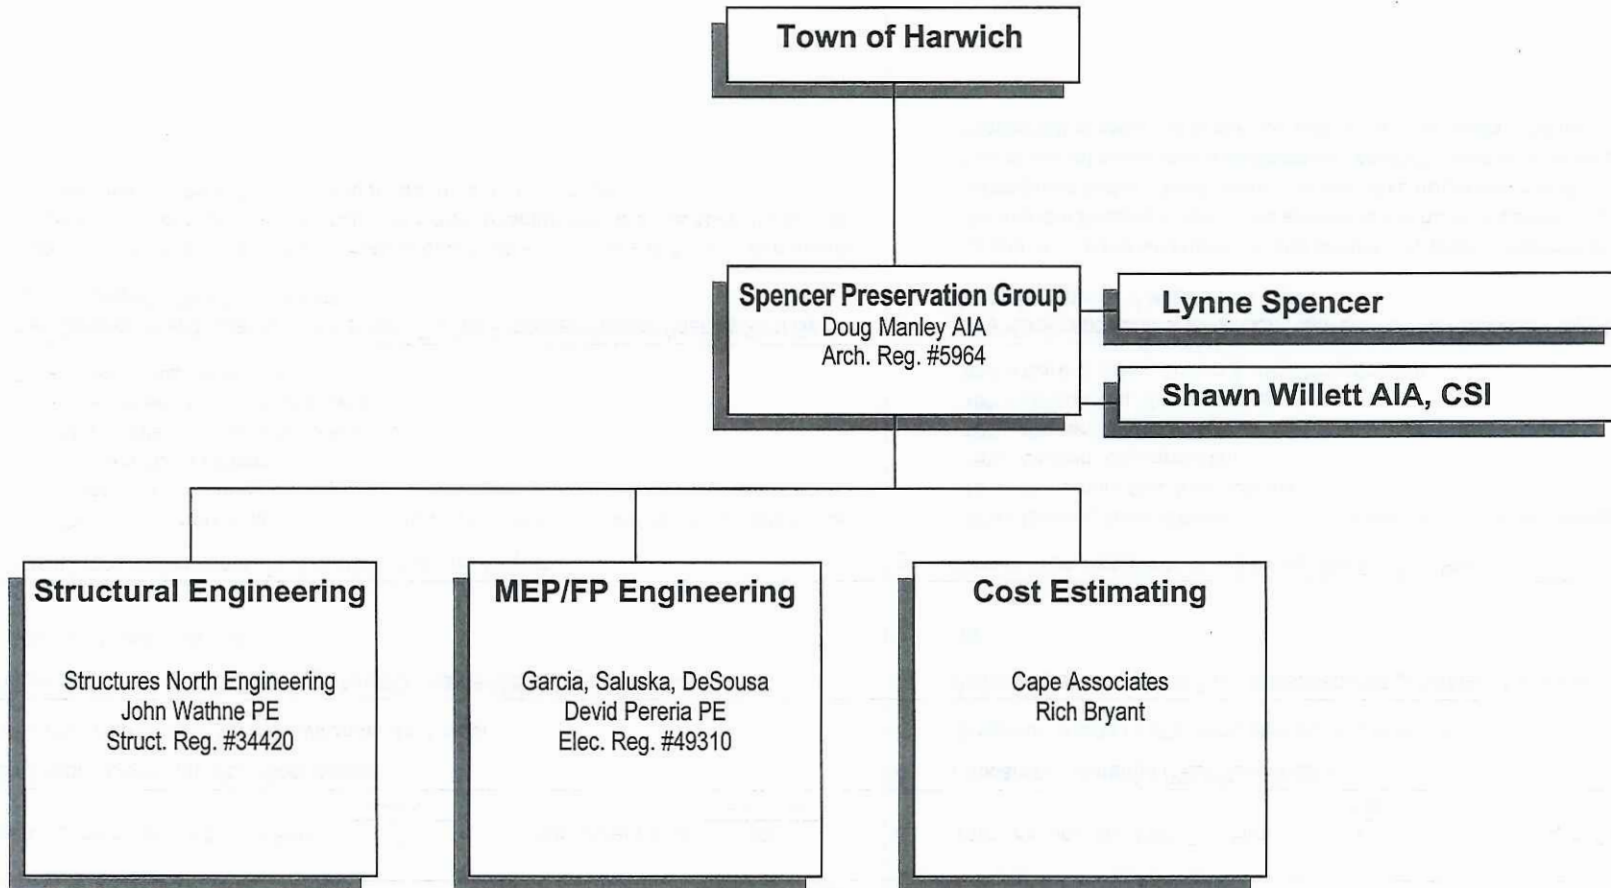 Town of Harwich
Spencer Preservation Group
Doug Manley AIA
Arch. Reg. #5964
Lynne Spencer
Shawn Willett AIA, CSI
Structural Engineering
Structures North Engineering
John Wathne PE
Struct. Reg. #34420
MEP/FP Engineering
Garcia, Saluska, DeSousa
Devid Pereria PE
Elec. Reg. #49310
Cost Estimating
Cape Associates
Rich Bryant